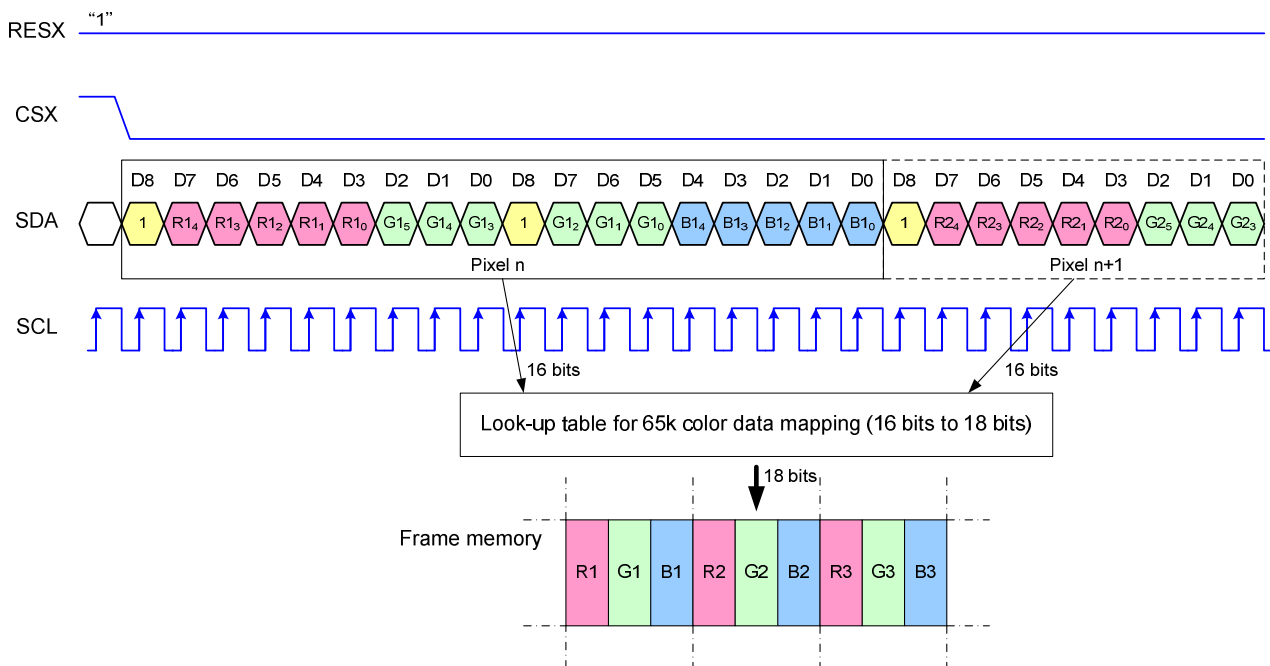 “1”
RESX
CSX
D8 D7 D6 D5 D4 D3 D2 D1 D0 D8 D7 D6 D5 D4 D3 D2 D1 D0 D8 D7 D6 D5 D4 D3 D2 D1 D0
SDA 1 R1₄ R1₃ R1₂ R1₁ R1₀ G1₅ G1₄ G1₃ 1 G1₂ G1₁ G1₀ B1₄ B1₃ B1₂ B1₁ B1₀ 1 R2₄ R2₃ R2₂ R2₁ R2₀ G2₅ G2₄ G2₃
Pixel n Pixel n+1
SCL
16 bits 16 bits
Look-up table for 65k color data mapping (16 bits to 18 bits)
18 bits
Frame memory
R1 G1 B1 R2 G2 B2 R3 G3 B3